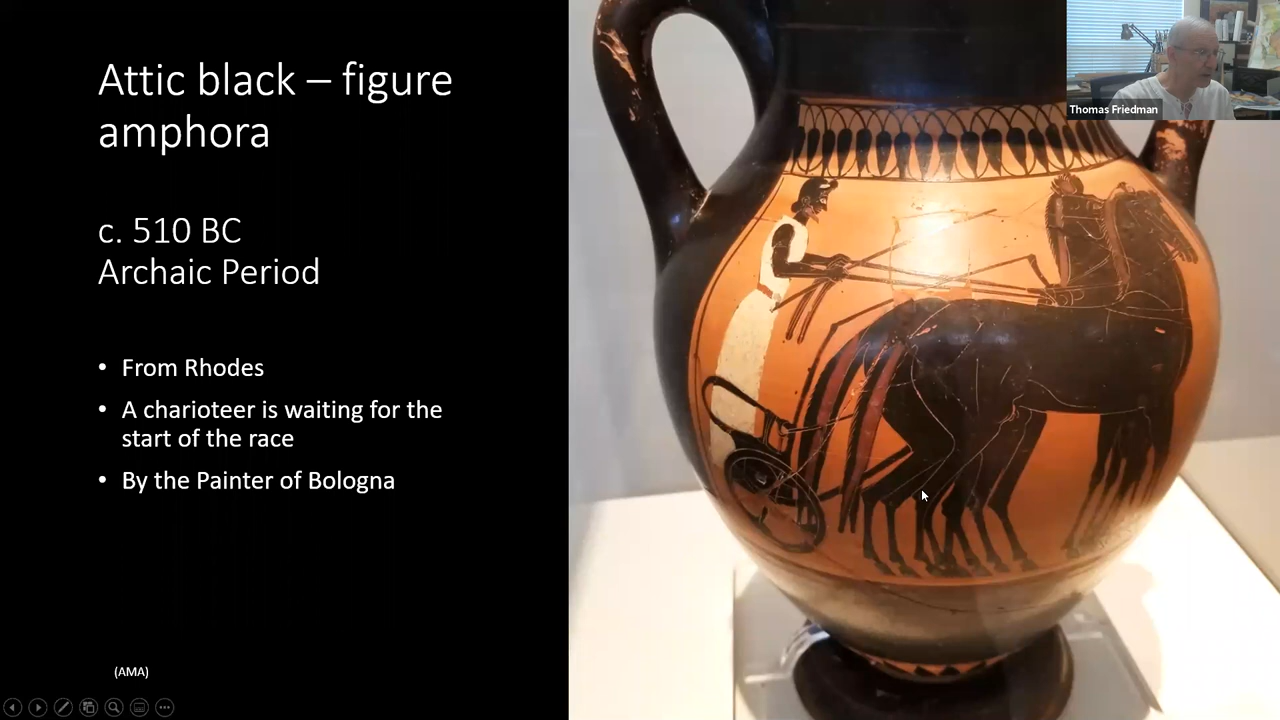 Attic black – figure
amphora
c. 510 BC
Archaic Period
• From Rhodes
• A charioteer is waiting for the
start of the race
• By the Painter of Bologna
(AMA)
Thomas Friedman